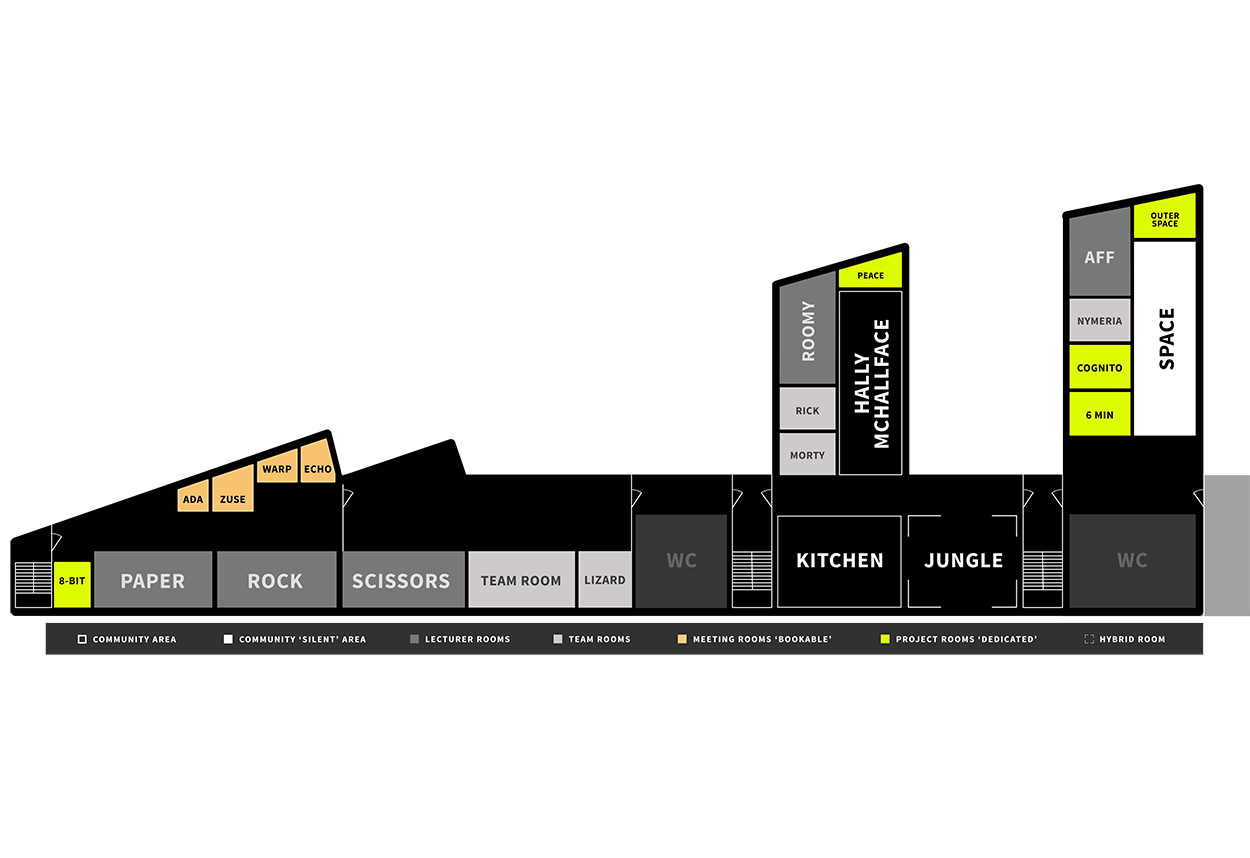 OUTER
SPACE
AFF
PEACE
NYMERIA
ROOMY
SPACE
HALLY
MCHALLFACE
COGNITO
RICK
6 MIN
MORTY
WARP
ECHO
ADA
ZUSE
8-BIT
PAPER
ROCK
SCISSORS
TEAM ROOM
LIZARD
WC
KITCHEN
JUNGLE
WC
COMMUNITY AREA
COMMUNITY ‘SILENT’ AREA
LECTURER ROOMS
TEAM ROOMS
MEETING ROOMS ‘BOOKABLE’
PROJECT ROOMS ‘DEDICATED’
HYBRID ROOM